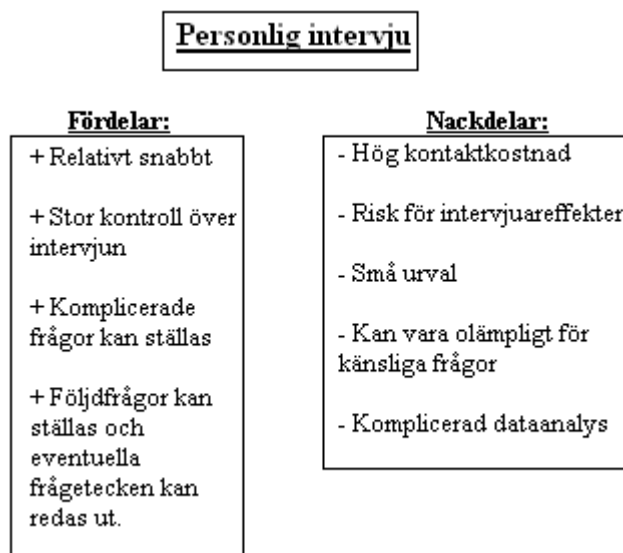 Personlig intervju
Fördelar:
+ Relativt snabbt
+ Stor kontroll över
intervjun
+ Komplicerade
frågor kan ställas
+ Följdfrågor kan
ställas och
eventuella
frågetecken kan
redas ut.
Nackdelar:
- Hög kontaktkostnad
- Risk för intervjuareffekter
- Små urval
- Kan vara olämpligt för
känsliga frågor
- Komplicerad dataanalys